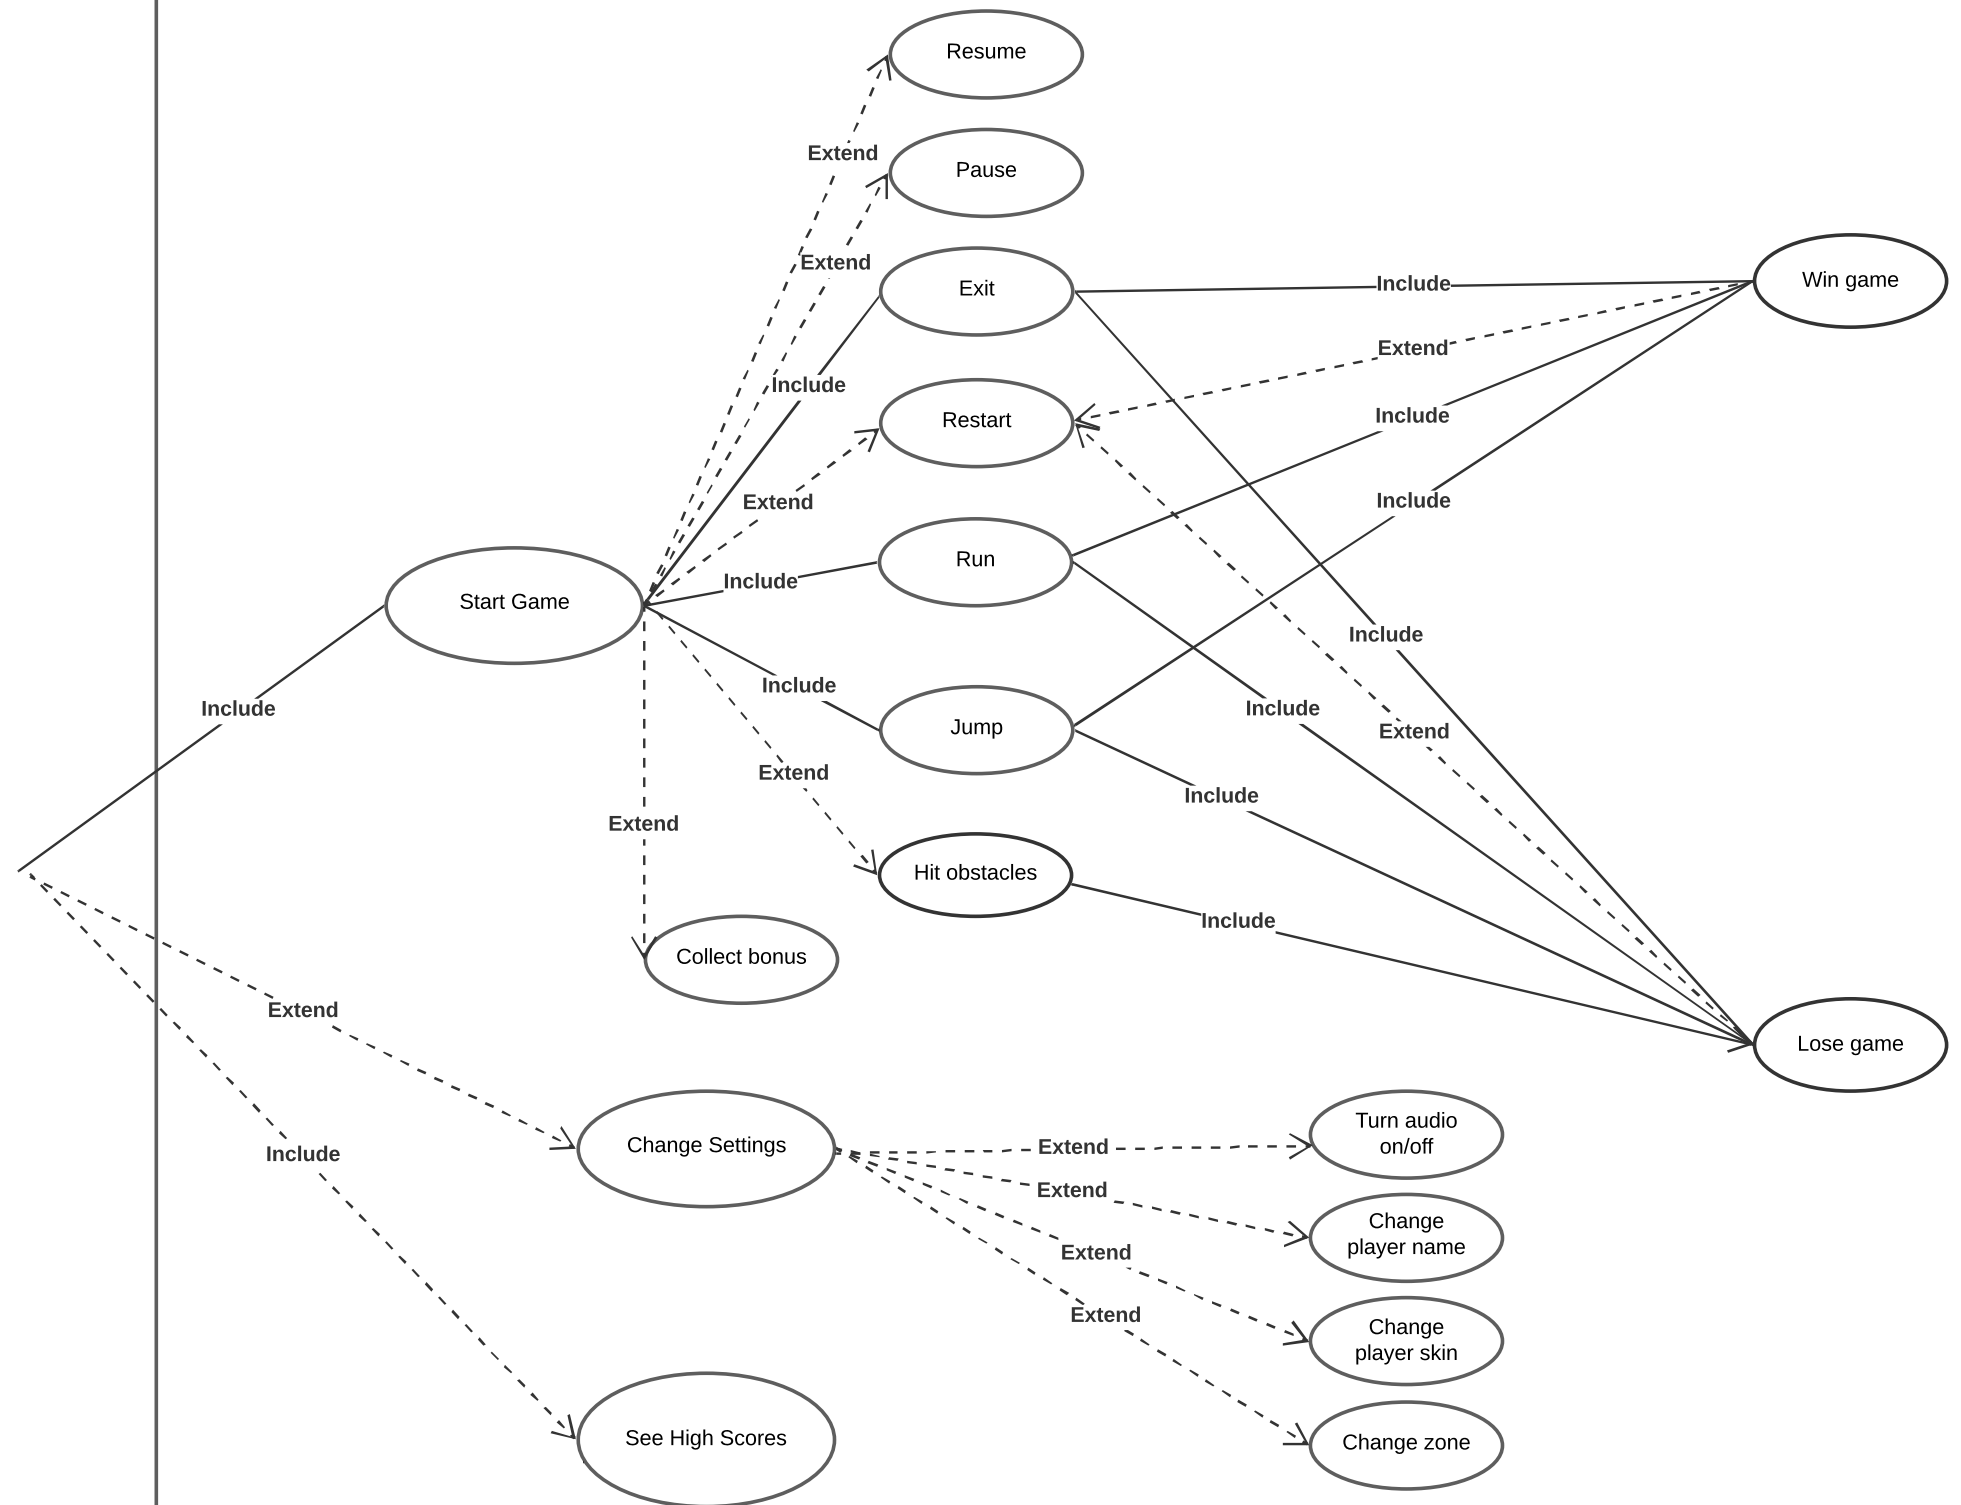 Resume
Extend
Pause
Extend
Exit
Include
Win game
Extend
Include
Restart
Include
Extend
Include
Run
Include
Start Game
Include
Include
Include
Include
Jump
Extend
Extend
Include
Extend
Hit obstacles
Include
Collect bonus
Extend
Lose game
Change Settings
Include
Extend
Turn audio
on/off
Extend
Change
player name
Extend
Extend
Change
player skin
See High Scores
Change zone